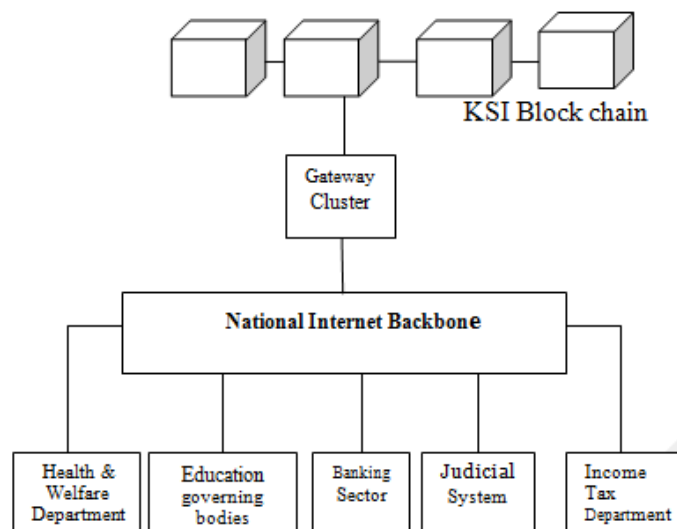 KSI Block chain
Gateway
Cluster
National Internet Backbone
Health &
Welfare
Department
Education
governing
bodies
Banking
Sector
Judicial
System
Income
Tax
Department